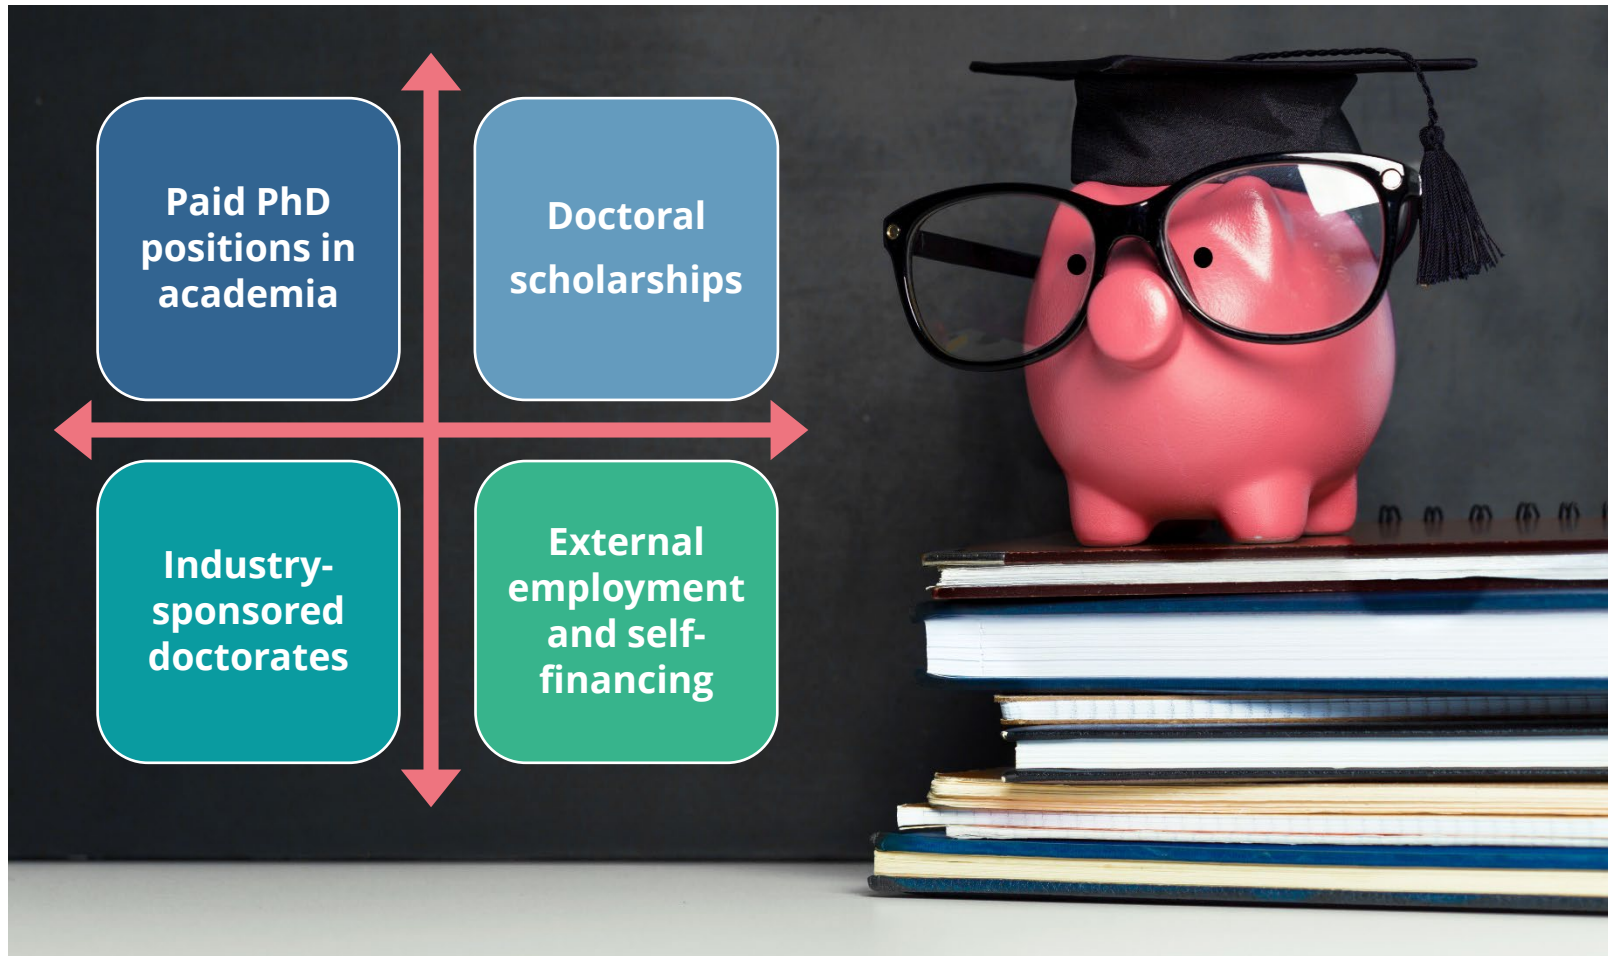 Paid PhD
positions in
academia
Doctoral
scholarships
Industry-
sponsored
doctorates
External
employment
and self-
financing